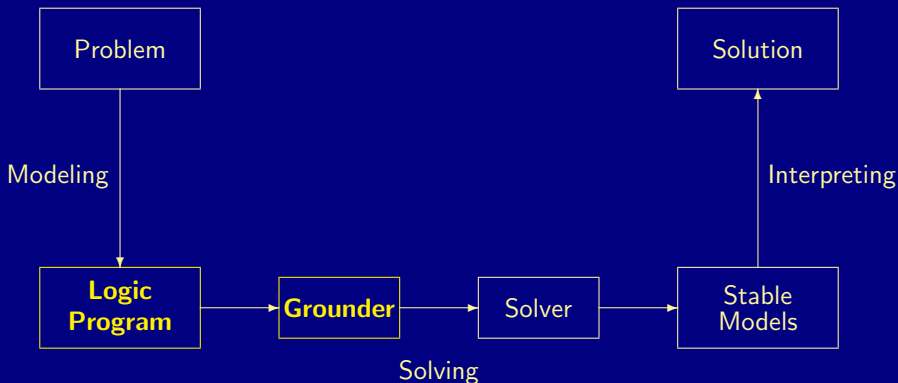 Problem
Solution
Modeling
Interpreting
Logic
Program
Grounder
Solver
Stable
Models
Solving